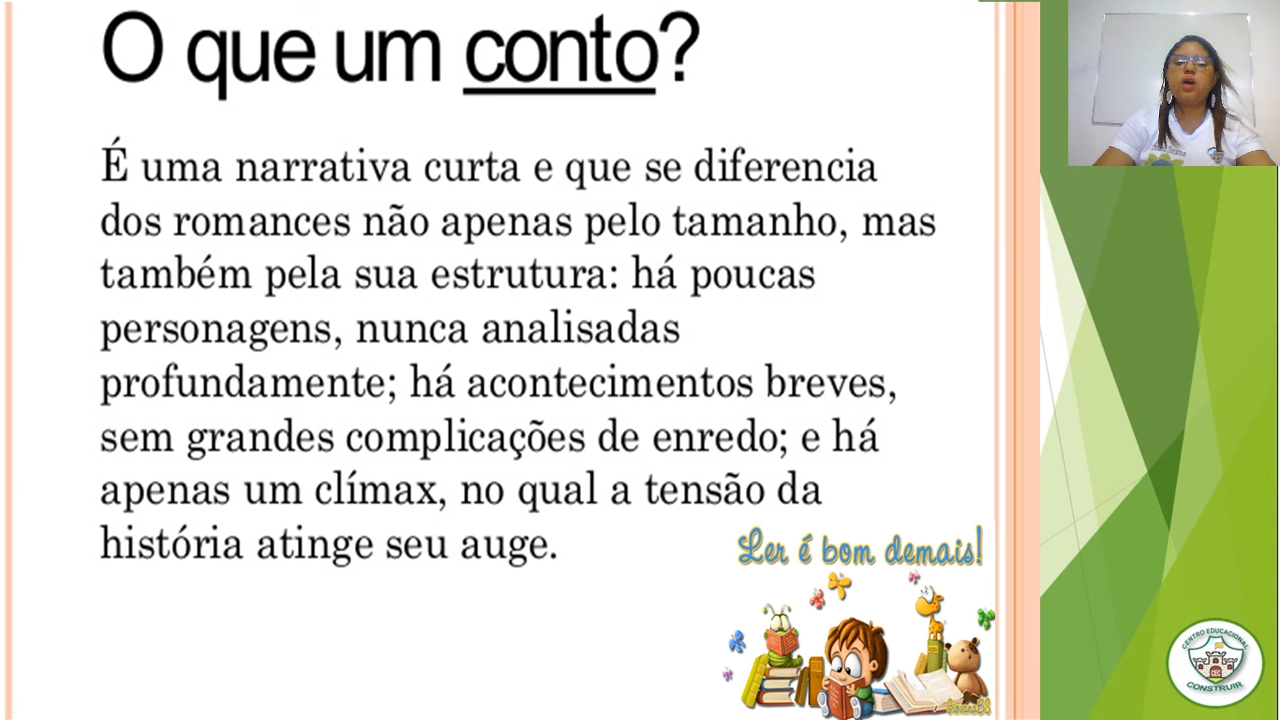 O que um conto?
É uma narrativa curta e que se diferencia
dos romances não apenas pelo tamanho, mas
também pela sua estrutura: há poucas
personagens, nunca analisadas
profundamente; há acontecimentos breves,
sem grandes complicações de enredo; e há
apenas um clímax, no qual a tensão da
história atinge seu auge.
Ler é bom demais!
CENTRO EDUCACIONAL
CEC
CONSTRUIR